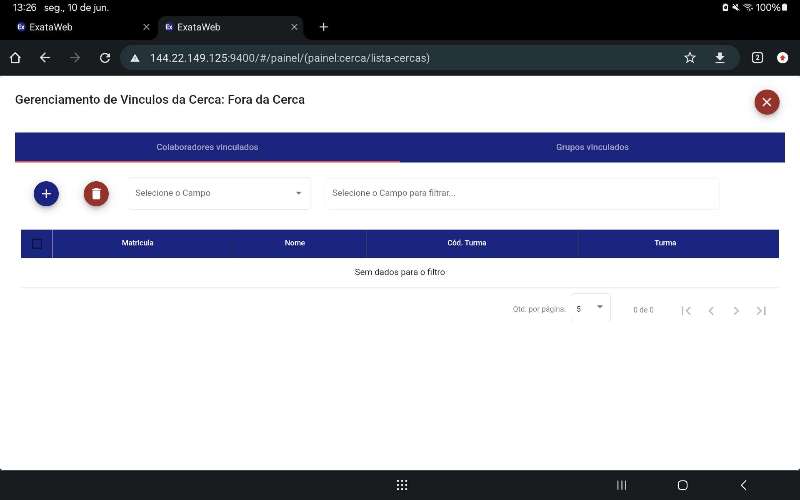 13:26 seg., 10 de jun. 100%
ExataWeb ExataWeb
144.22.149.125:9400/#/painel/(painel:cerca/lista-cercas) 2
Gerenciamento de Vinculos da Cerca: Fora da Cerca
Colaboradores vinculados Grupos vinculados
Selecione o Campo Selecione o Campo para filtrar...
Matrícula Nome Cód. Turma Turma
Sem dados para o filtro
Qtd. por página: 5 0 de 0